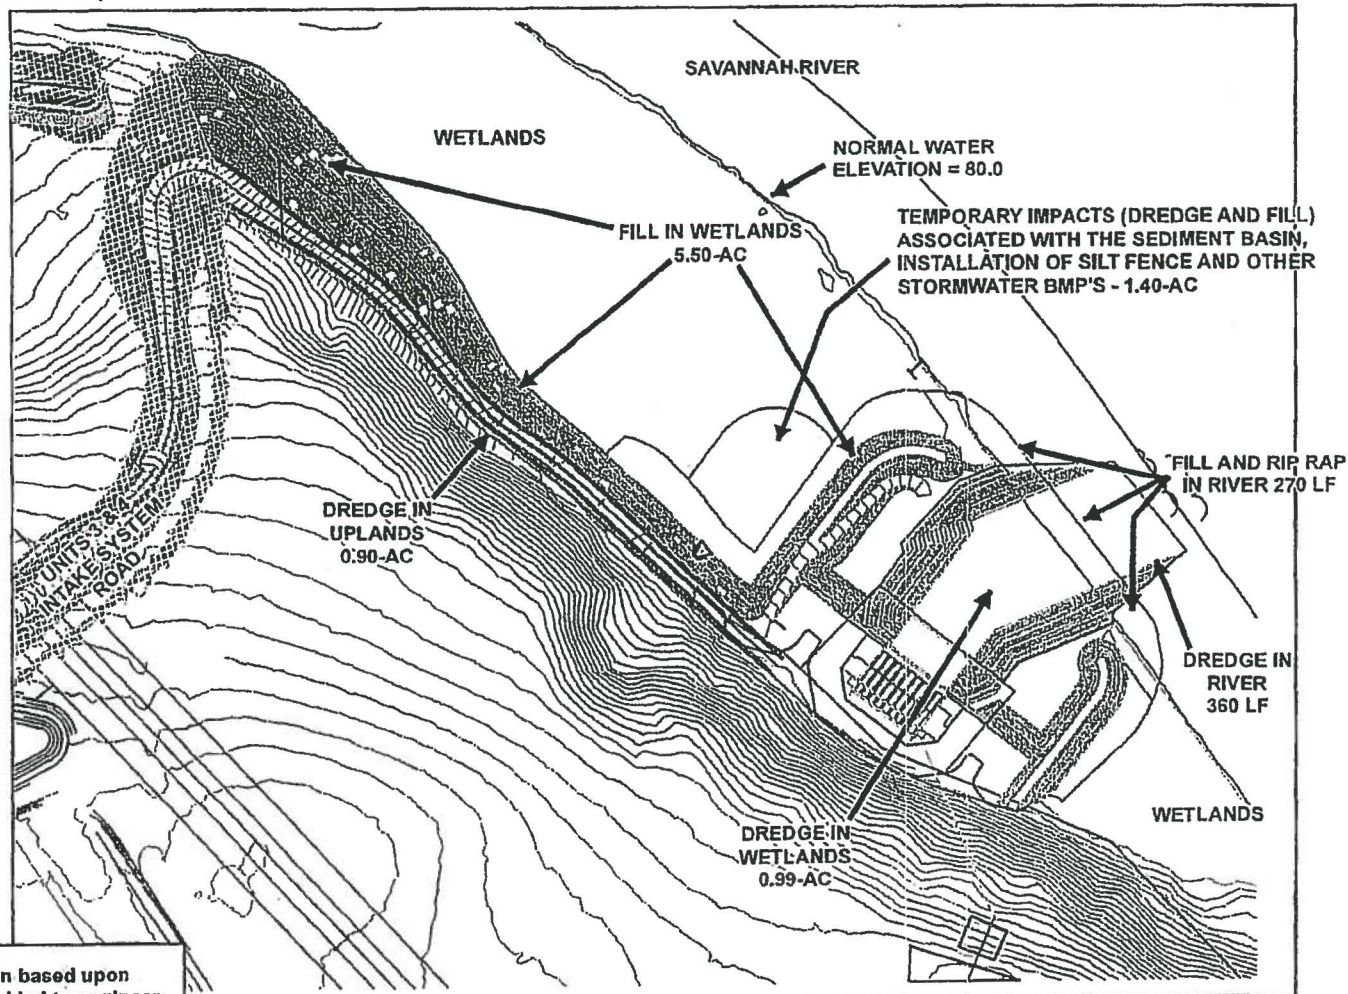 SAVANNAH RIVER
WETLANDS
NORMAL WATER
ELEVATION = 80.0
TEMPORARY IMPACTS (DREDGE AND FILL)
ASSOCIATED WITH THE SEDIMENT BASIN,
INSTALLATION OF SILT FENCE AND OTHER
STORMWATER BMP'S - 1.40-AC
FILL IN WETLANDS
5.50-AC
FILL AND RIP RAP
IN RIVER 270 LF
DREDGE IN
UPLANDS
0.90-AC
UNITS 3 & 4
INTAKE SYSTEM
ROAD
DREDGE IN
RIVER
360 LF
WETLANDS
DREDGE IN
WETLANDS
0.99-AC
n based upon